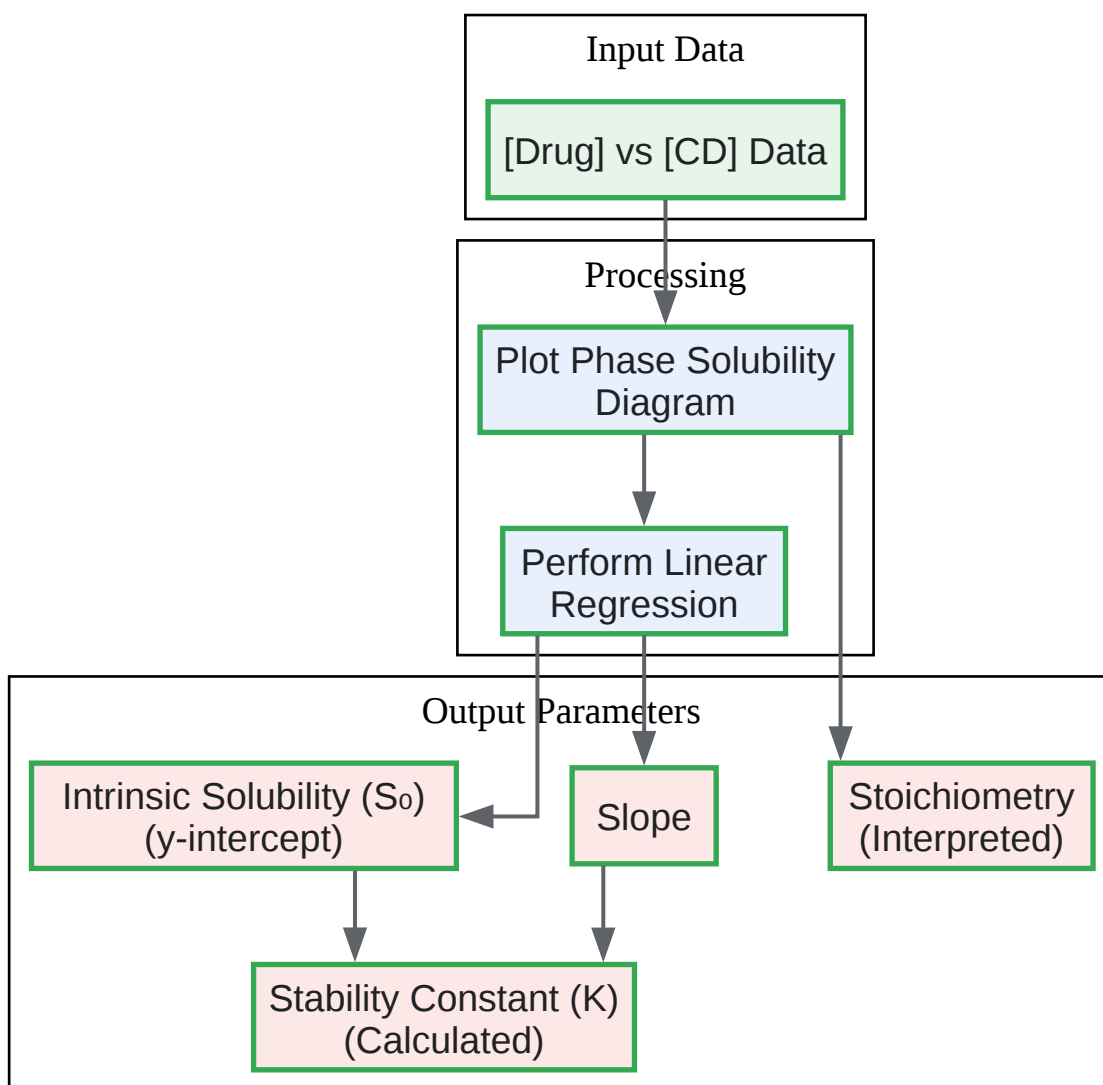 Input Data
[Drug] vs [CD] Data
Processing
Plot Phase Solubility
Diagram
Perform Linear
Regression
Output Parameters
Intrinsic Solubility (S₀)
(y-intercept)
Slope
Stoichiometry
(Interpreted)
Stability Constant (K)
(Calculated)